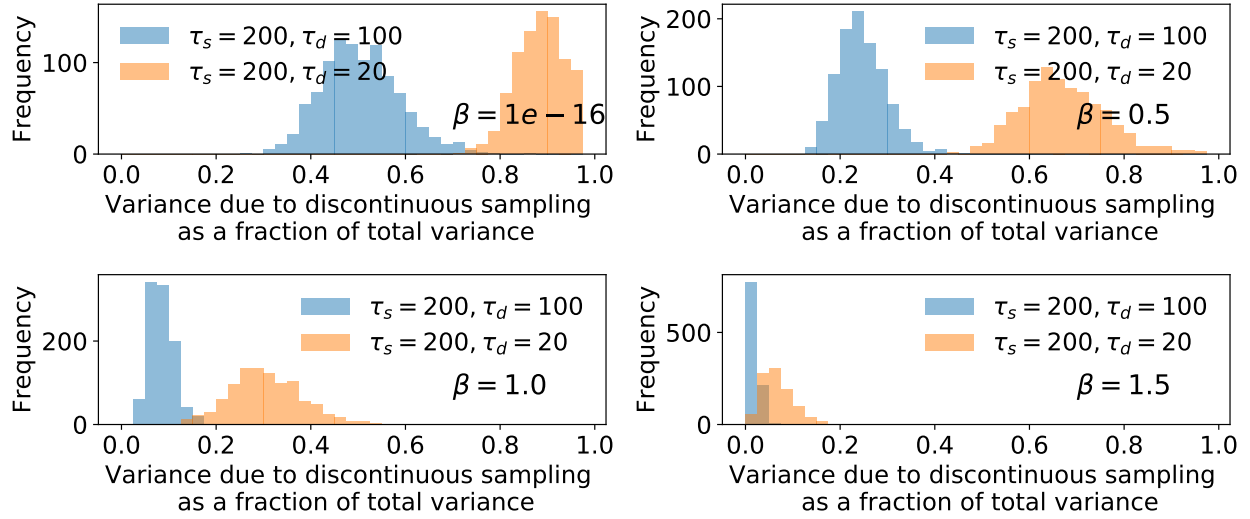 Frequency
100
0
τs = 200, τd = 100
τs = 200, τd = 20
β = 1e − 16
0.0 0.2 0.4 0.6 0.8 1.0
Variance due to discontinuous sampling
as a fraction of total variance
Frequency
200
100
0
τs = 200, τd = 100
τs = 200, τd = 20
β = 0.5
0.0 0.2 0.4 0.6 0.8 1.0
Variance due to discontinuous sampling
as a fraction of total variance
Frequency
200
0
τs = 200, τd = 100
τs = 200, τd = 20
β = 1.0
0.0 0.2 0.4 0.6 0.8 1.0
Variance due to discontinuous sampling
as a fraction of total variance
Frequency
500
0
τs = 200, τd = 100
τs = 200, τd = 20
β = 1.5
0.0 0.2 0.4 0.6 0.8 1.0
Variance due to discontinuous sampling
as a fraction of total variance